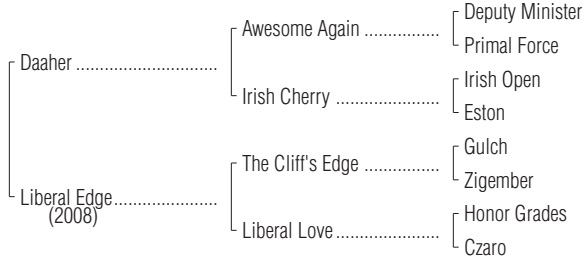 Deputy Minister
Awesome Again ................
Primal Force
Daaher ..............................
Irish Open
Irish Cherry ......................
Eston
Gulch
The Cliff's Edge ................
Zigember
Liberal Edge......................
(2008)
Honor Grades
Liberal Love......................
Czaro